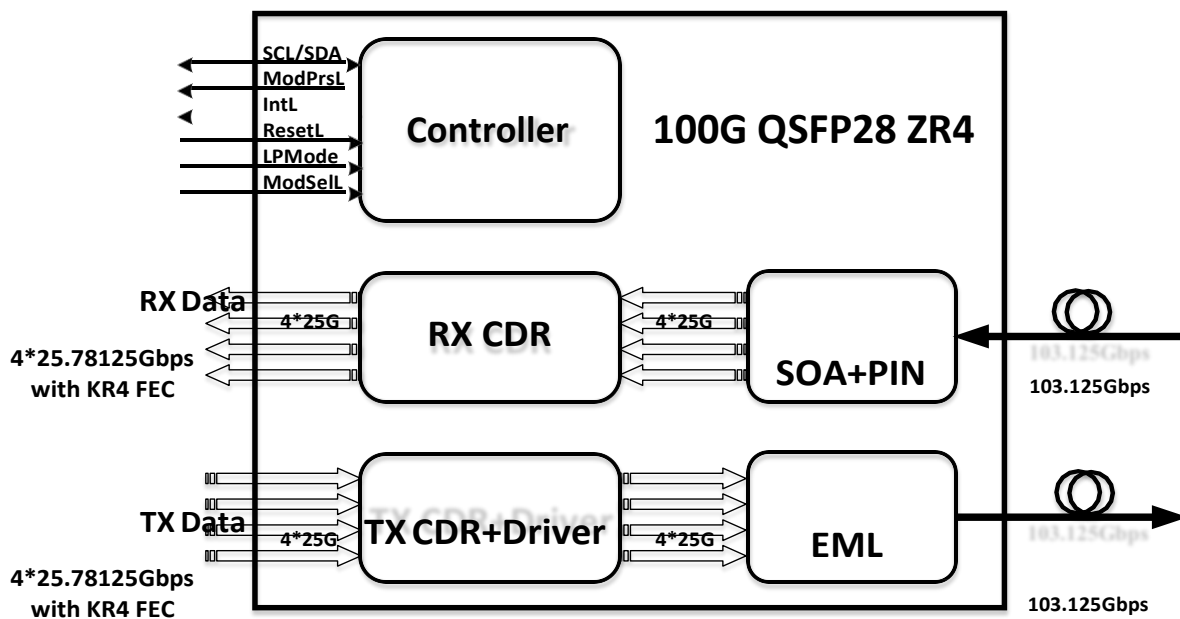 SCL/SDA
ModPrsL
IntL
ResetL
LPMode
ModSelL
Controller
100G QSFP28 ZR4
RX Data
4*25G
RX CDR
4*25G
SOA+PIN
4*25.78125Gbps
with KR4 FEC
103.125Gbps
103.125Gbps
TX Data
4*25G
TX CDR+Driver
4*25G
EML
4*25.78125Gbps
with KR4 FEC
103.125Gbps
103.125Gbps